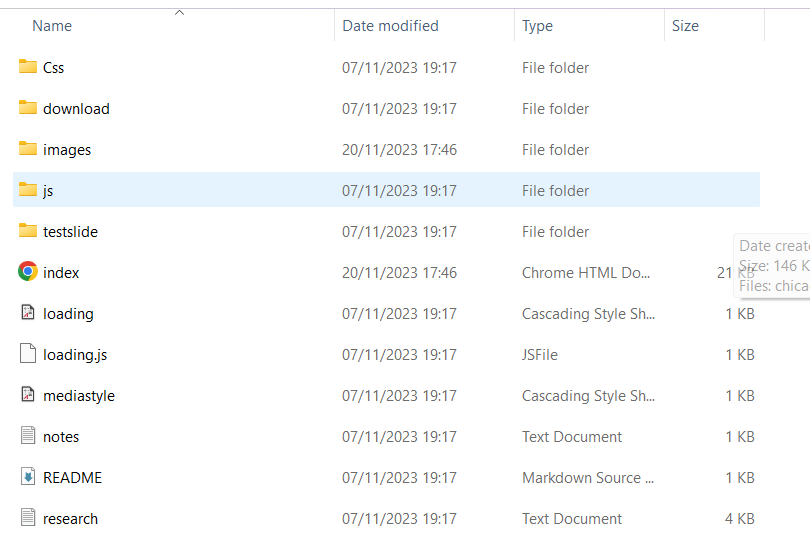 Name Date modified Type Size
Css 07/11/2023 19:17 File folder
download 07/11/2023 19:17 File folder
images 20/11/2023 17:46 File folder
js 07/11/2023 19:17 File folder
testslide 07/11/2023 19:17 File folder
Date create
index 20/11/2023 17:46 Chrome HTML Do... 21 KB
Size: 146 K
Files: chica
loading 07/11/2023 19:17 Cascading Style Sh... 1 KB
loading.js 07/11/2023 19:17 JSFile 1 KB
mediastyle 07/11/2023 19:17 Cascading Style Sh... 1 KB
notes 07/11/2023 19:17 Text Document 1 KB
README 07/11/2023 19:17 Markdown Source ... 1 KB
research 07/11/2023 19:17 Text Document 4 KB